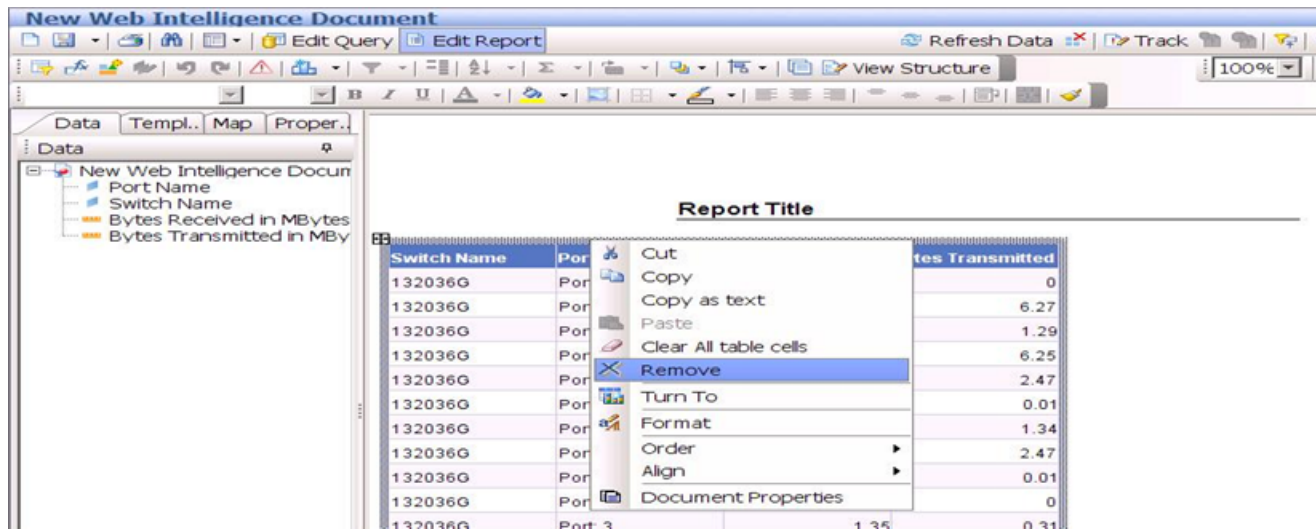 New Web Intelligence Document
Edit Query Edit Report Refresh Data Track
View Structure 100%
Data Templ.. Map Proper..
Data
New Web Intelligence Docum
Port Name
Switch Name
Bytes Received in MBytes
Bytes Transmitted in MBy
Report Title
Switch Name Por tes Transmitted
132036G Por 0
132036G Por 6.27
132036G Por 1.29
132036G Por 6.25
132036G Por 2.47
132036G Por 0.01
132036G Por 1.34
132036G Por 2.47
132036G Por 0.01
132036G Por 0
132036G Port: 3 1.35 0.31
Cut
Copy
Copy as text
Paste
Clear All table cells
Remove
Turn To
Format
Order
Align
Document Properties